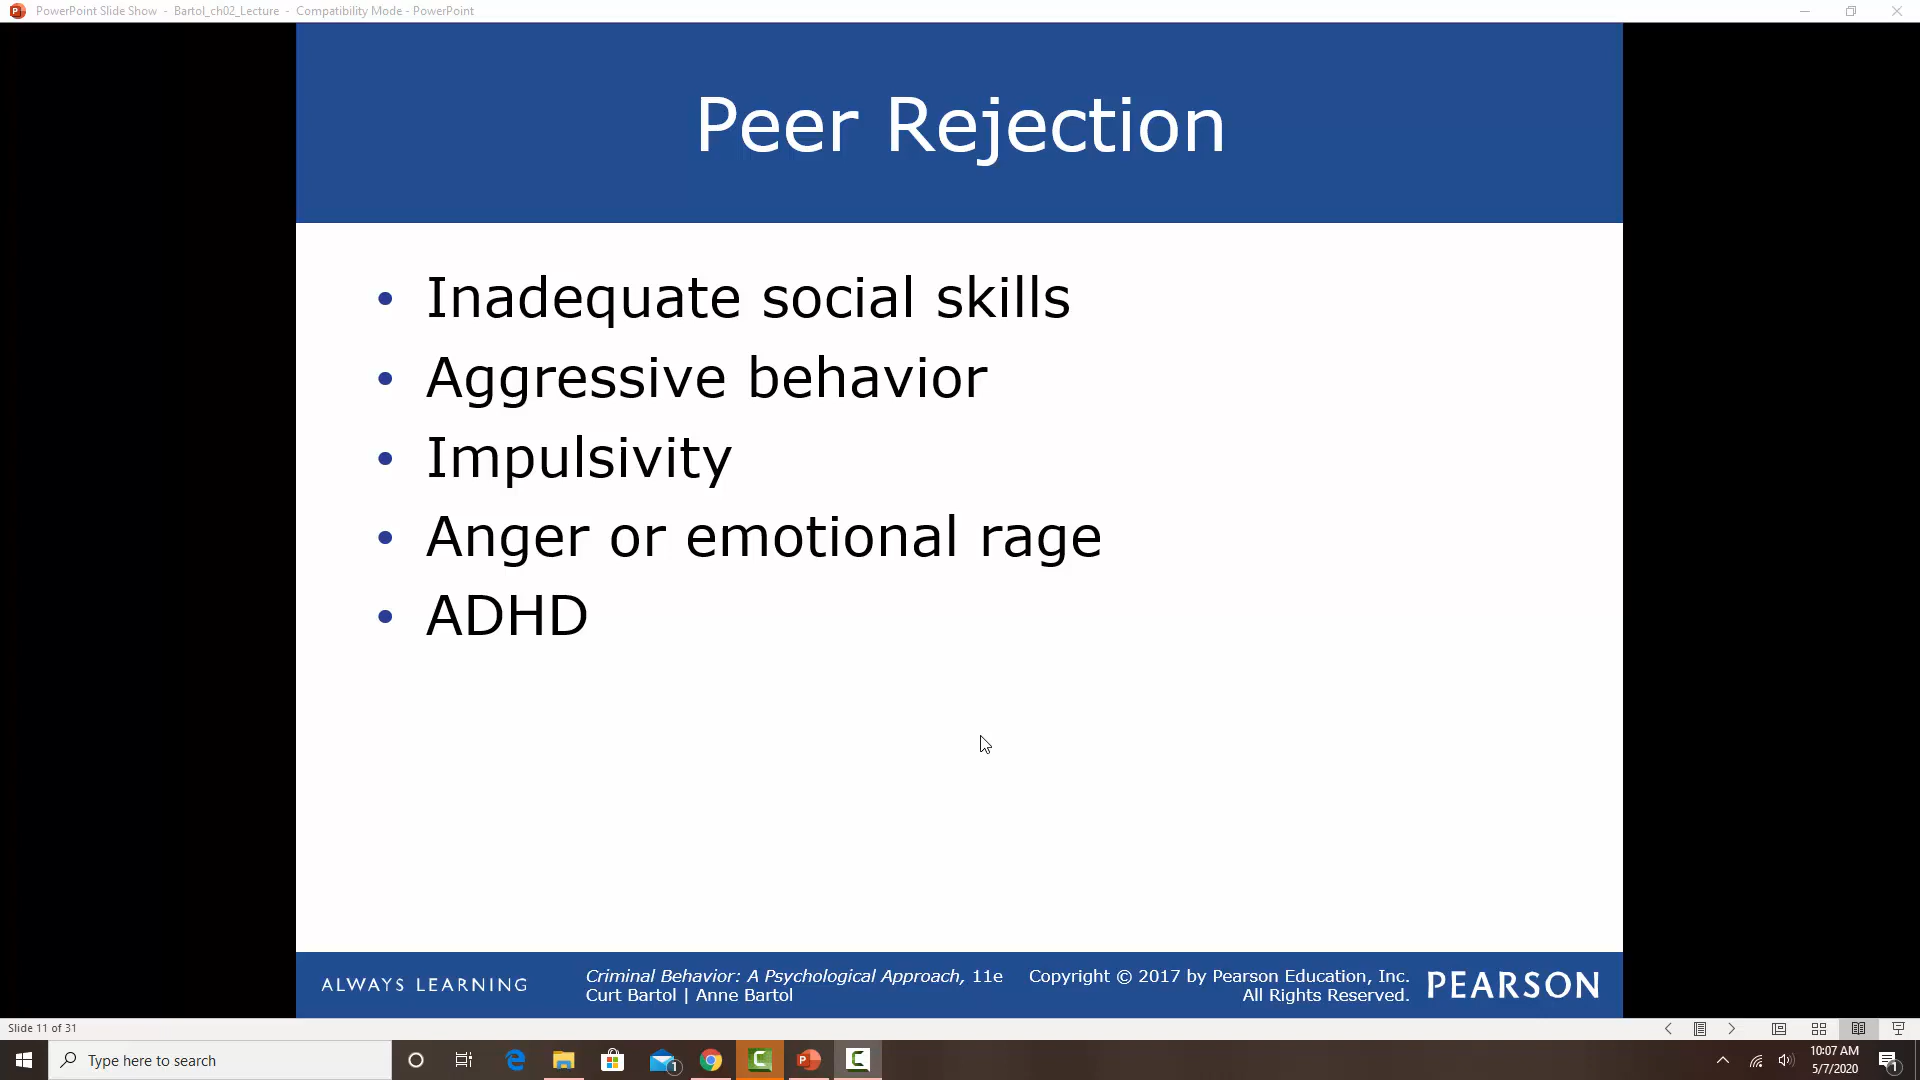 PowerPoint Slide Show - Bartol_ch02_Lecture - Compatibility Mode - PowerPoint
Peer Rejection
• Inadequate social skills
• Aggressive behavior
• Impulsivity
• Anger or emotional rage
• ADHD
ALWAYS LEARNING
Criminal Behavior: A Psychological Approach, 11e
Curt Bartol | Anne Bartol
Copyright © 2017 by Pearson Education, Inc.
All Rights Reserved.
PEARSON
Slide 11 of 31
Type here to search
1
10:07 AM
5/7/2020
1